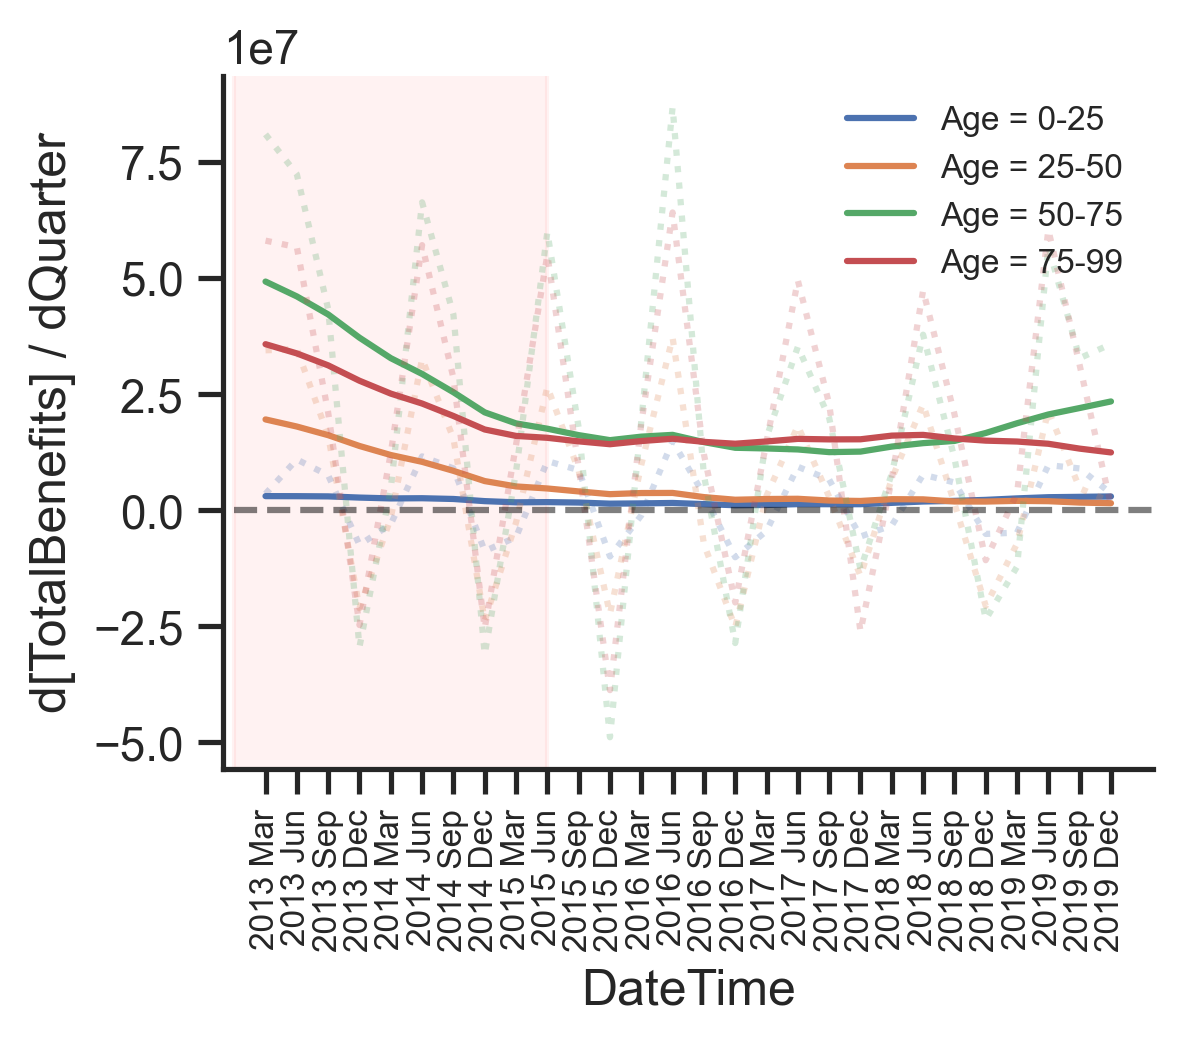 1e7
d[TotalBenefits] / dQuarter
7.5
5.0
2.5
0.0
−2.5
−5.0
Age = 0-25
Age = 25-50
Age = 50-75
Age = 75-99
2013 Mar
2013 Jun
2013 Sep
2013 Dec
2014 Mar
2014 Jun
2014 Sep
2014 Dec
2015 Mar
2015 Jun
2015 Sep
2015 Dec
2016 Mar
2016 Jun
2016 Sep
2016 Dec
2017 Mar
2017 Jun
2017 Sep
2017 Dec
2018 Mar
2018 Jun
2018 Sep
2018 Dec
2019 Mar
2019 Jun
2019 Sep
2019 Dec
DateTime